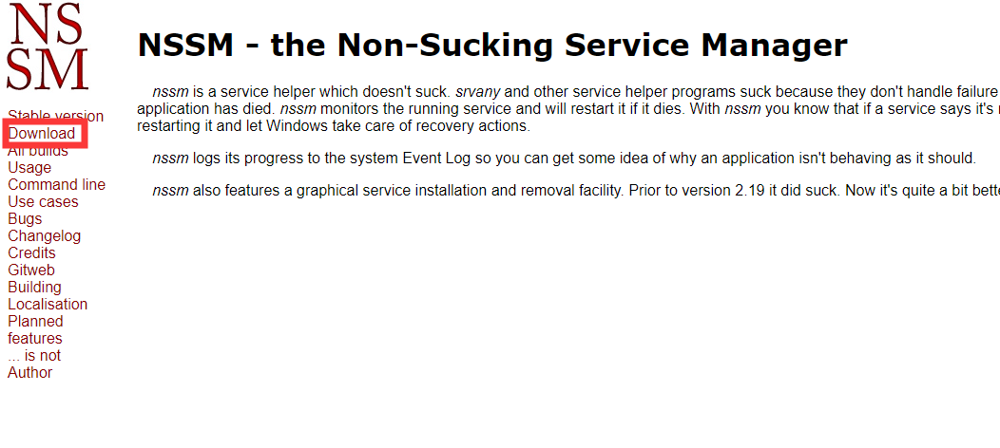 NS
SM
NSSM - the Non-Sucking Service Manager
nssm is a service helper which doesn't suck. srvany and other service helper programs suck because they don't handle failure
application has died. nssm monitors the running service and will restart it if it dies. With nssm you know that if a service says it's
restarting it and let Windows take care of recovery actions.
nssm logs its progress to the system Event Log so you can get some idea of why an application isn't behaving as it should.
nssm also features a graphical service installation and removal facility. Prior to version 2.19 it did suck. Now it's quite a bit
Stable version
Download
All builds
Usage
Command line
Use cases
Bugs
Changelog
Credits
Gitweb
Building
Localisation
Planned
features
... is not
Author